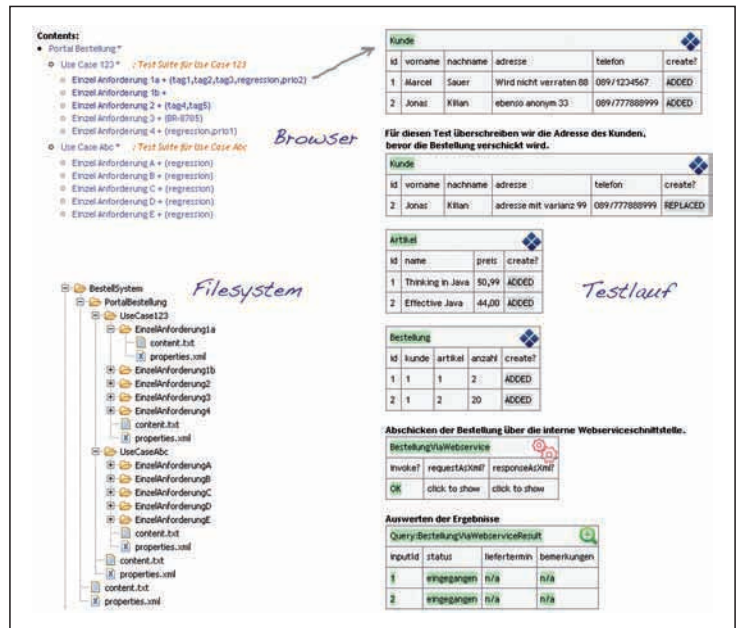 Contents:
Portal Bestellung *
Use Case 123 * : Test Suite für Use Case 123
Einzel Anforderung 1a + (tag1,tag2,tag3,regression,prio2)
Einzel Anforderung 1b +
Einzel Anforderung 2 + (tag4,tag5)
Einzel Anforderung 3 + (BR-8705)
Einzel Anforderung 4 + (regression,prio1)
Use Case Abc * : Test Suite für Use Case Abc
Einzel Anforderung A + (regression)
Einzel Anforderung B + (regression)
Einzel Anforderung C + (regression)
Einzel Anforderung D + (regression)
Einzel Anforderung E + (regression)
Browser
BestellSystem
PortalBestellung
UseCase123
EinzelAnforderung1a
content.txt
properties.xml
EinzelAnforderung1b
EinzelAnforderung2
EinzelAnforderung3
EinzelAnforderung4
content.txt
properties.xml
UseCaseAbc
EinzelAnforderungA
EinzelAnforderungB
EinzelAnforderungC
EinzelAnforderungD
EinzelAnforderungE
content.txt
properties.xml
content.txt
properties.xml
content.txt
properties.xml
Filesystem
Kunde
id vorname nachname adresse telefon create?
1 Marcel Sauer Wird nicht verraten 88 089/1234567 ADDED
2 Jonas Kilian ebenso anonym 33 089/777888999 ADDED
Für diesen Test überschreiben wir die Adresse des Kunden,
bevor die Bestellung verschickt wird.
Kunde
id vorname nachname adresse telefon create?
2 Jonas Kilian adresse mit varianz 99 089/777888999 REPLACED
Artikel
id name preis create?
1 Thinking in Java 50,99 ADDED
2 Effective Java 44,00 ADDED
Testlauf
Bestellung
id kunde artikel anzahl create?
1 1 1 2 ADDED
2 1 2 20 ADDED
Abschicken der Bestellung über die interne Webserviceschnittstelle.
BestellungViaWebservice
invoke? requestAsXml? responseAsXml?
OK click to show click to show
Auswerten der Ergebnisse
Query:BestellungViaWebserviceResult
inputId status liefertermin bemerkungen
1 eingegangen n/a n/a
2 eingegangen n/a n/a